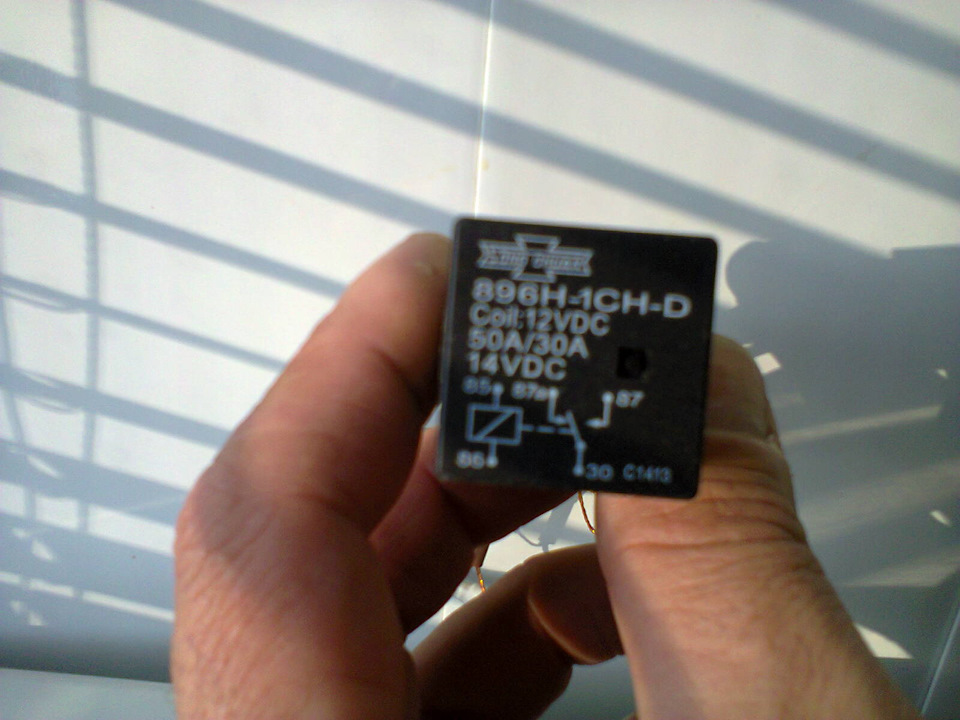 896H-1CH-D
Coil:12VDC
50A/30A
14VDC
85 87a 87
86 30 C1413